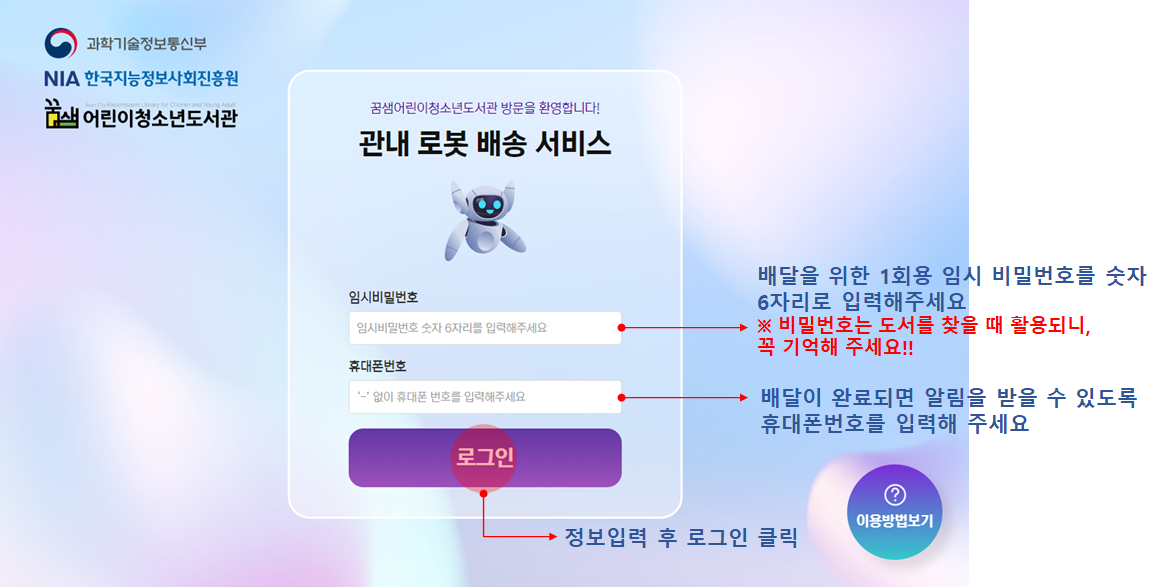 과학기술정보통신부
NIA 한국지능정보사회진흥원
꿈샘 어린이청소년도서관
꿈샘어린이청소년도서관 방문을 환영합니다!
관내 로봇 배송 서비스
임시비밀번호
임시비밀번호 숫자 6자리를 입력해주세요
휴대폰번호
‘-’ 없이 휴대폰 번호를 입력해주세요
로그인
배달을 위한 1회용 임시 비밀번호를 숫자
6자리로 입력해주세요
※ 비밀번호는 도서를 찾을 때 활용되니,
꼭 기억해 주세요!!
배달이 완료되면 알림을 받을 수 있도록
휴대폰번호를 입력해 주세요
정보입력 후 로그인 클릭
?
이용방법보기